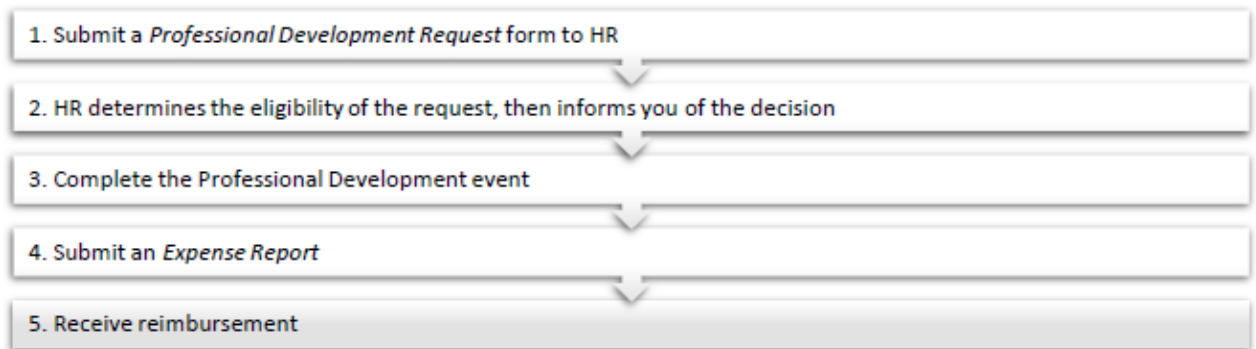 1. Submit a Professional Development Request form to HR
2. HR determines the eligibility of the request, then informs you of the decision
3. Complete the Professional Development event
4. Submit an Expense Report
5. Receive reimbursement